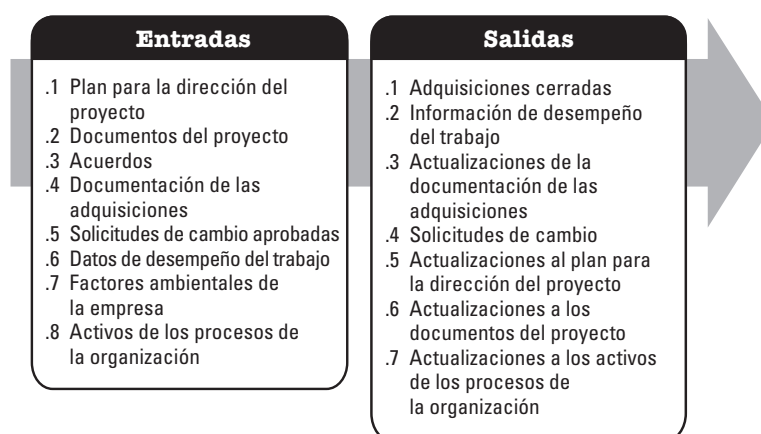 Entradas
.1 Plan para la dirección del
proyecto
.2 Documentos del proyecto
.3 Acuerdos
.4 Documentación de las
adquisiciones
.5 Solicitudes de cambio aprobadas
.6 Datos de desempeño del trabajo
.7 Factores ambientales de
la empresa
.8 Activos de los procesos de
la organización
Salidas
.1 Adquisiciones cerradas
.2 Información de desempeño
del trabajo
.3 Actualizaciones de la
documentación de las
adquisiciones
.4 Solicitudes de cambio
.5 Actualizaciones al plan para
la dirección del proyecto
.6 Actualizaciones a los
documentos del proyecto
.7 Actualizaciones a los activos
de los procesos de
la organización